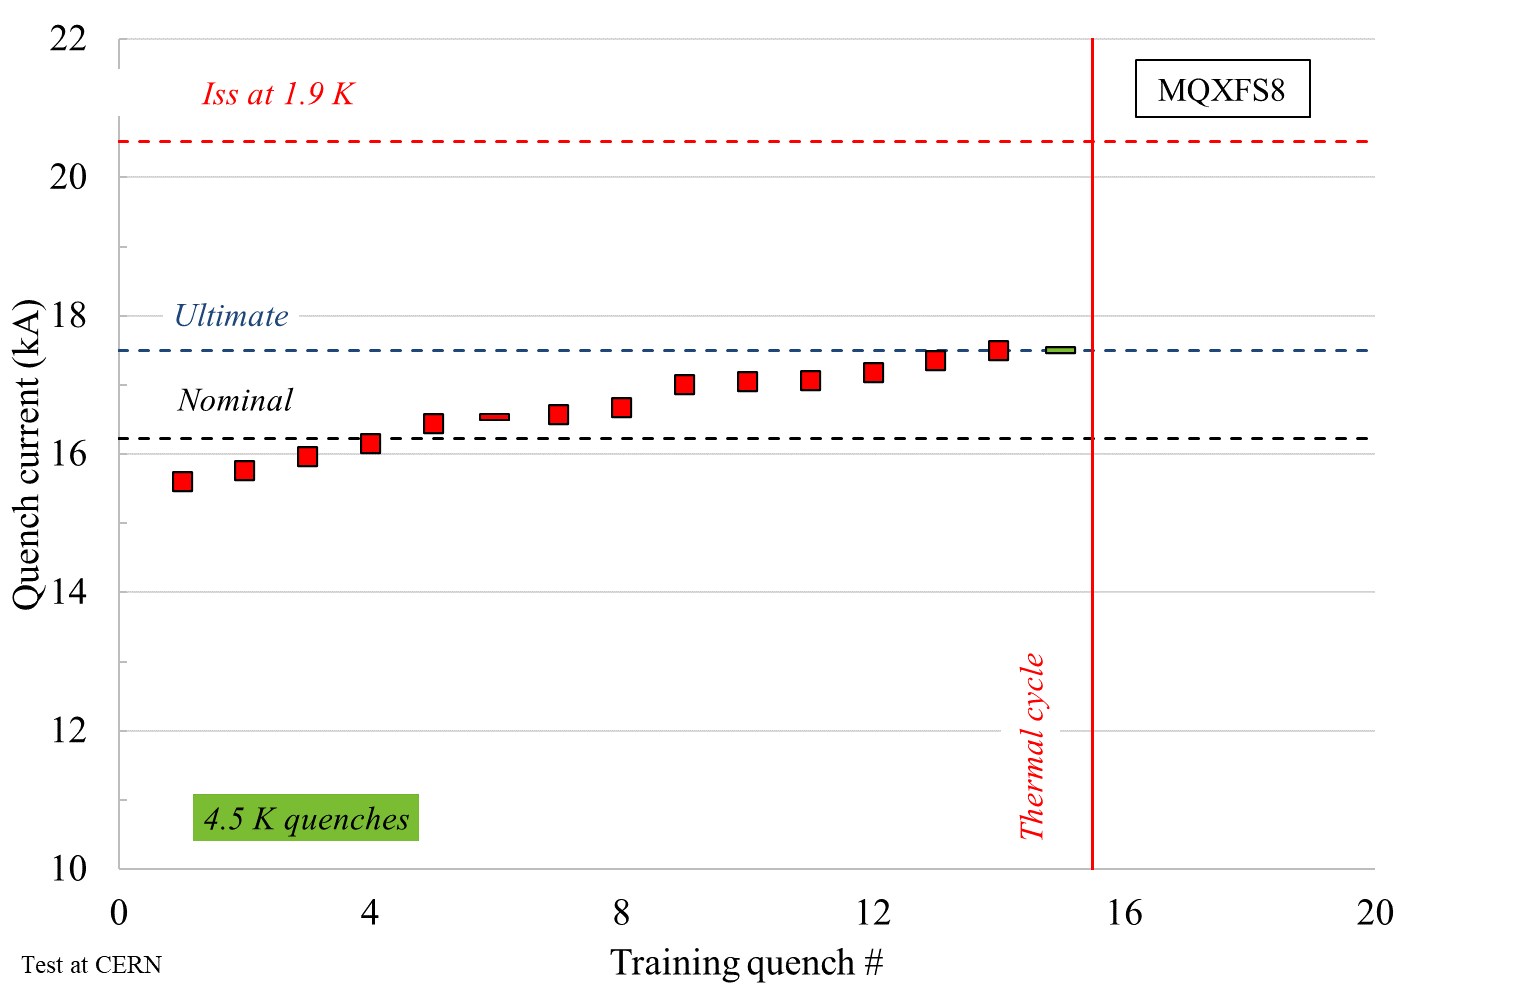 22
Iss at 1.9 K
MQXFS8
20
18
Ultimate
Nominal
16
14
12
10
Quench current (kA)
Thermal cycle
4.5 K quenches
0 4 8 12 16 20
Training quench #
Test at CERN